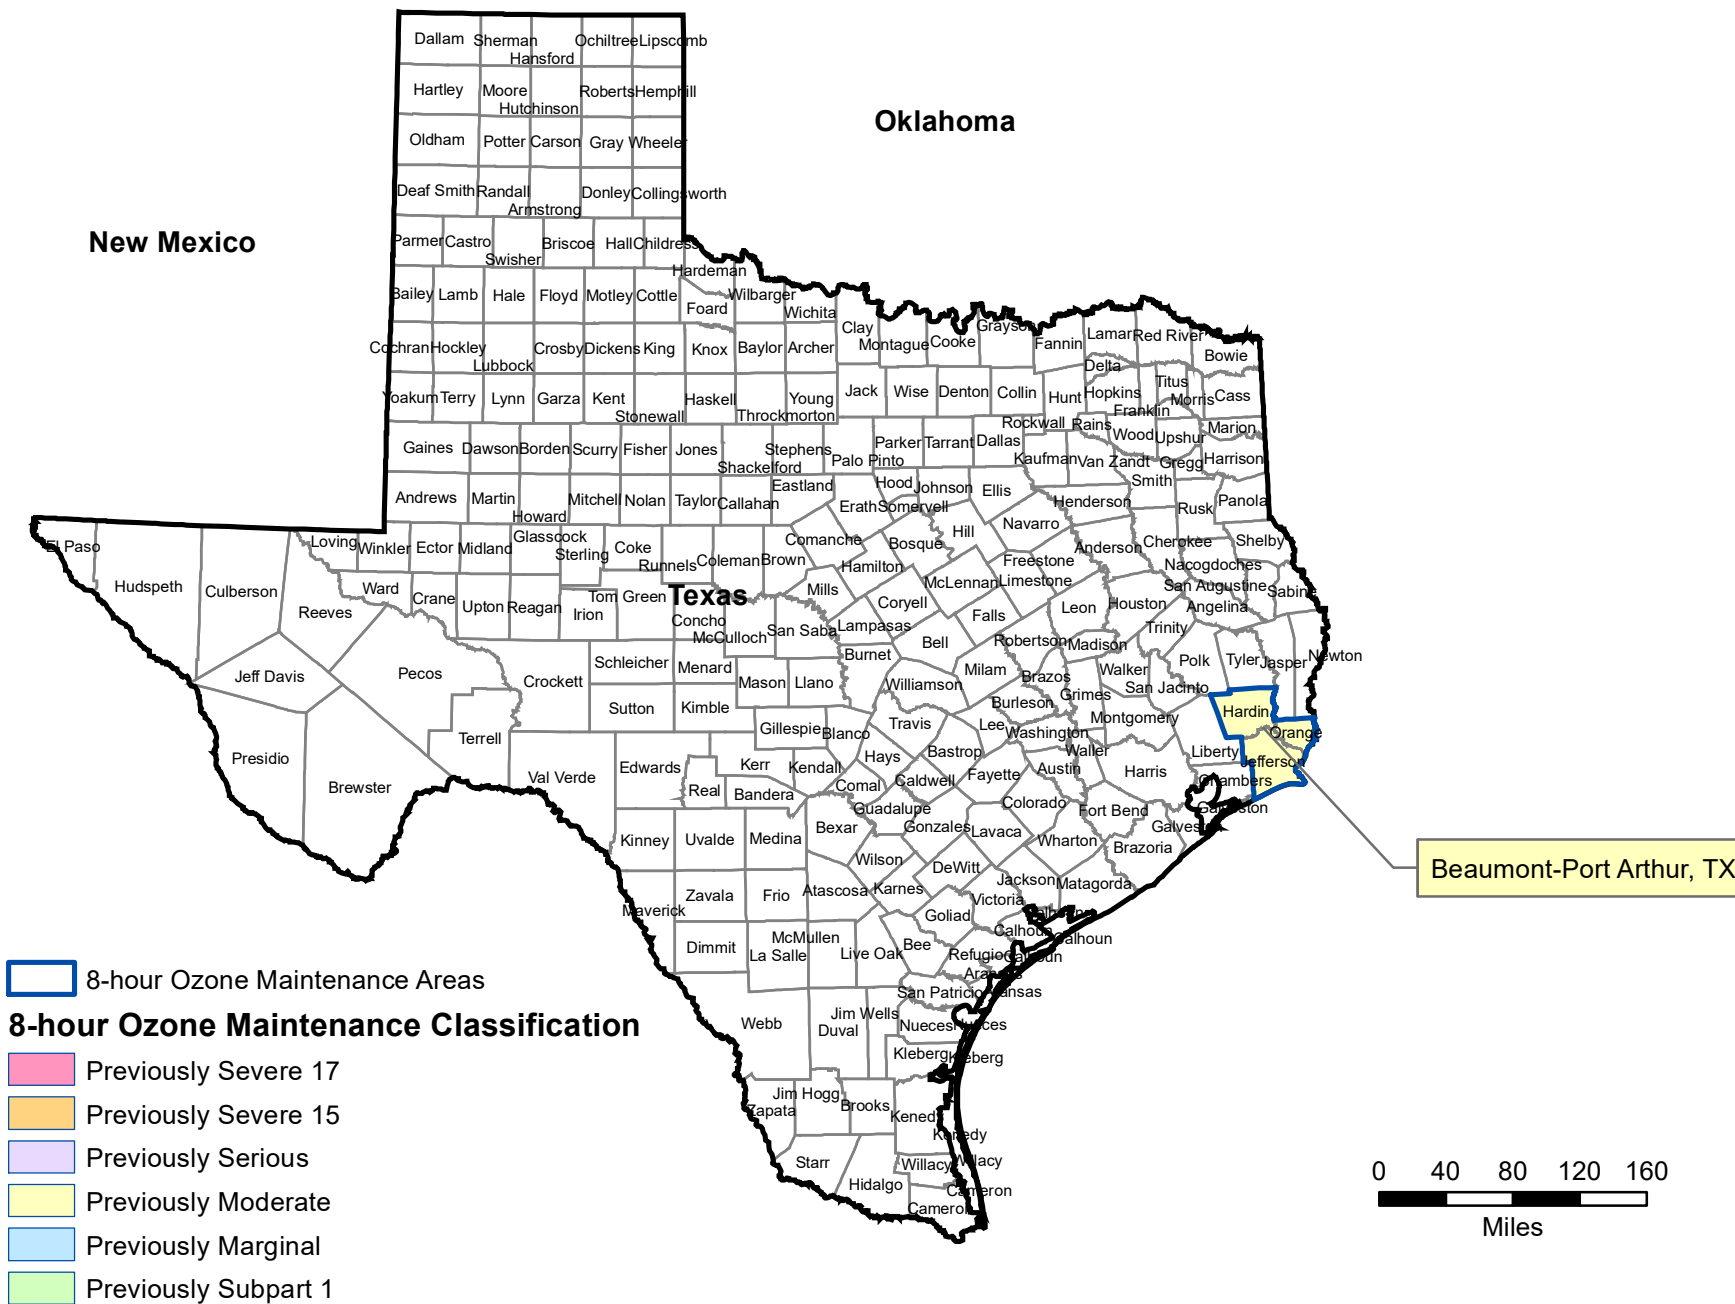 Dallam Sherman Ochiltree Lipscomb
Hansford
Hartley Moore Roberts Hemphill
Hutchinson
Oklahoma
Oldham Potter Carson Gray Wheeler
Deaf Smith Randall Donley Collingsworth
Armstrong
New Mexico
Parmer Castro Briscoe Hall Childress
Swisher
Hardeman
Bailey Lamb Hale Floyd Motley Cottle Wilbarger
Foard Wichita
Clay Grayson
Cochran Hockley Crosby Dickens King Knox Baylor Archer Montague Cooke Fannin Lamar Red River
Bowie
Lubbock Delta
Yoakum Terry Lynn Garza Kent Haskell Young Jack Wise Denton Collin Hunt Hopkins Titus Cass
Stonewall Throckmorton Franklin Morris
Rockwall Rains Marion
Gaines Dawson Borden Scurry Fisher Jones Stephens Parker Tarrant Dallas Wood Upshur
Shackelford Palo Pinto Kaufman Van Zandt Gregg Harrison
Smith
Andrews Martin Mitchell Nolan Taylor Callahan Eastland Hood Johnson Ellis Henderson Rusk Panola
Howard Erath Somervell
Navarro
El Paso Loving Winkler Ector Midland Glasscock Sterling Coke Coleman Brown Comanche Bosque Hill Anderson Cherokee Shelby
Runnels Hamilton Freestone Nacogdoches
Hudspeth Culberson Ward Crane McLennan Limestone San Augustine Sabine
Reeves Upton Reagan Irion Tom Green Texas Mills Coryell Leon Houston Angelina
Concho Lampasas Falls Trinity
McCulloch San Saba Bell Robertson Madison
Schleicher Menard Burnet Milam Polk Tyler Jasper Newton
Jeff Davis Pecos Crockett Mason Llano Williamson Brazos Walker San Jacinto
Sutton Kimble Burleson Grimes Hardin
Gillespie Blanco Travis Lee Washington Montgomery Orange
Presidio Terrell Hays Bastrop Waller Liberty Jefferson
Brewster Val Verde Edwards Kerr Kendall Caldwell Fayette Austin Harris Chambers
Real Bandera Comal Colorado
Guadalupe Fort Bend Galveston
Kinney Uvalde Medina Bexar Gonzales Lavaca Wharton Galveston
Brazoria
Wilson
Beaumont-Port Arthur, TX
DeWitt
Zavala Frio Atascosa Karnes Jackson Matagorda
Maverick Victoria
Goliad Calhoun
McMullen Calhoun
Dimmit La Salle Live Oak Bee Calhoun
Refugio Calhoun
Aransas
San Patricio Aransas
Webb Jim Wells
Duval Nueces Nueces
Kleberg Kleberg
Jim Hogg
Zapata Brooks Kenedy
Kenedy
Starr Willacy Willacy
Hidalgo Cameron
Cameron
8-hour Ozone Maintenance Areas
8-hour Ozone Maintenance Classification
Previously Severe 17
Previously Severe 15
Previously Serious
Previously Moderate
Previously Marginal
Previously Subpart 1
0 40 80 120 160
Miles